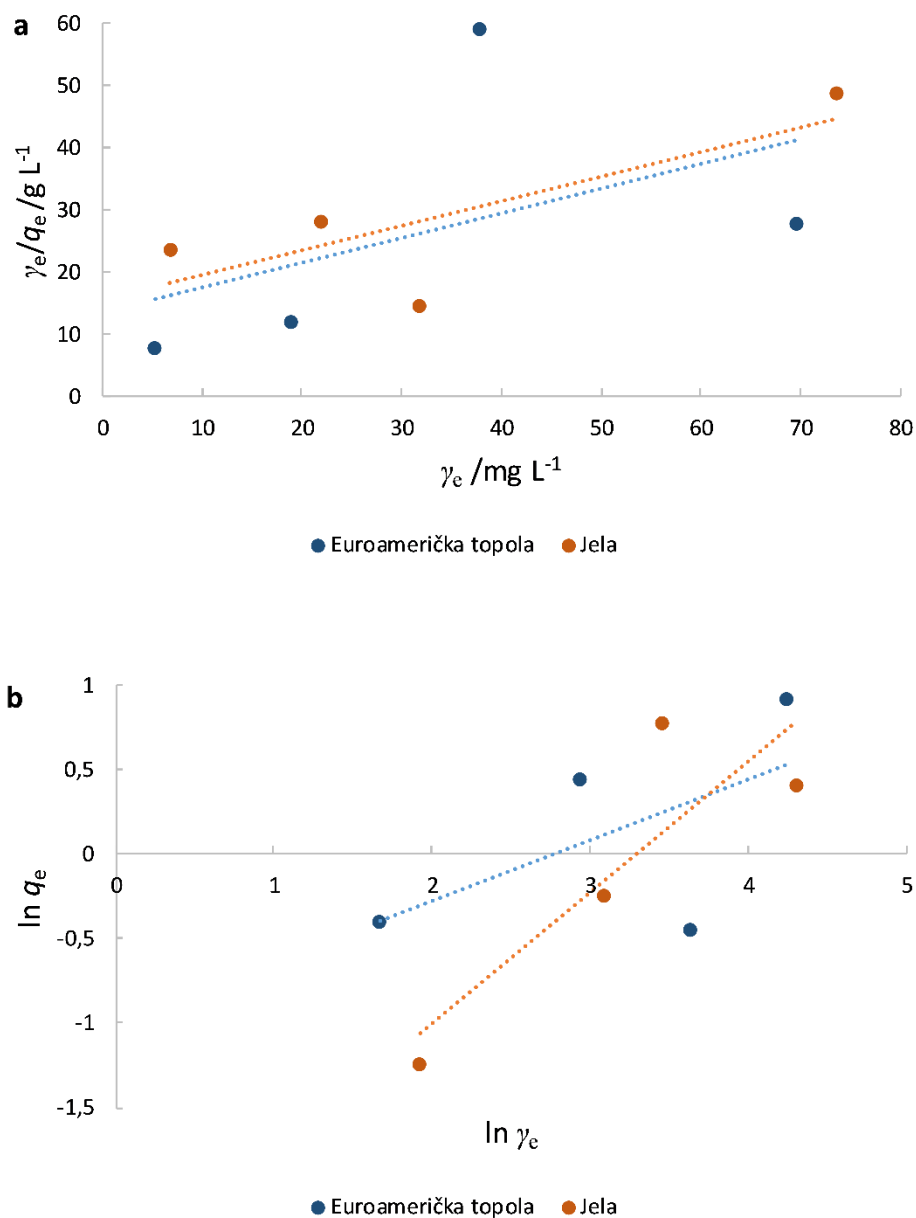 a
60
50
40
30
20
10
0
γe/qe /g L-1
0 10 20 30 40 50 60 70 80
γe /mg L-1
Euroamerička topola Jela
b
1
0,5
0
-0,5
-1
-1,5
ln qe
0 1 2 3 4 5
ln γe
Euroamerička topola Jela